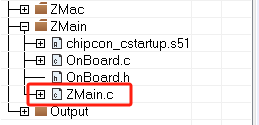 ZMac
ZMain
chipcon_cstartup.s51
OnBoard.c
OnBoard.h
ZMain.c
Output